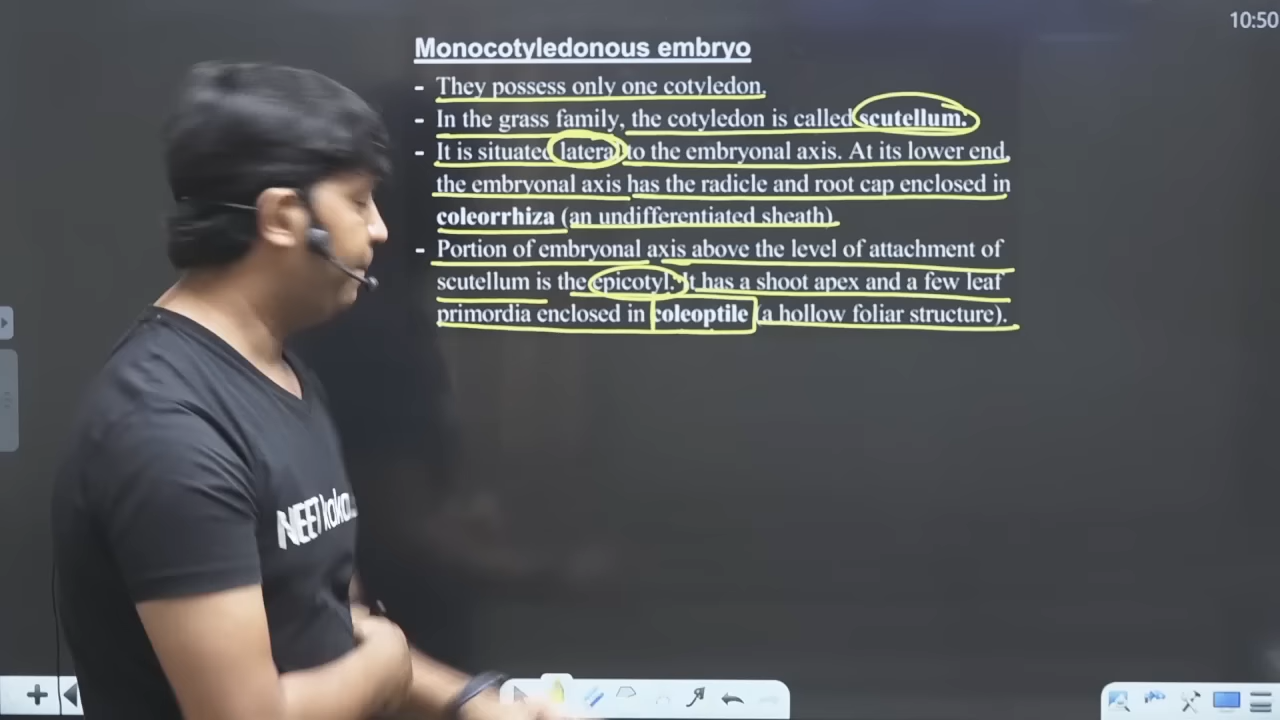 10:50
Monocotyledonous embryo
- They possess only one cotyledon.
- In the grass family, the cotyledon is called scutellum.
- It is situated lateral to the embryonal axis. At its lower end,
the embryonal axis has the radicle and root cap enclosed in
coleorrhiza (an undifferentiated sheath).
- Portion of embryonal axis above the level of attachment of
scutellum is the epicotyl. It has a shoot apex and a few leaf
primordia enclosed in coleoptile (a hollow foliar structure).
NEET kaka